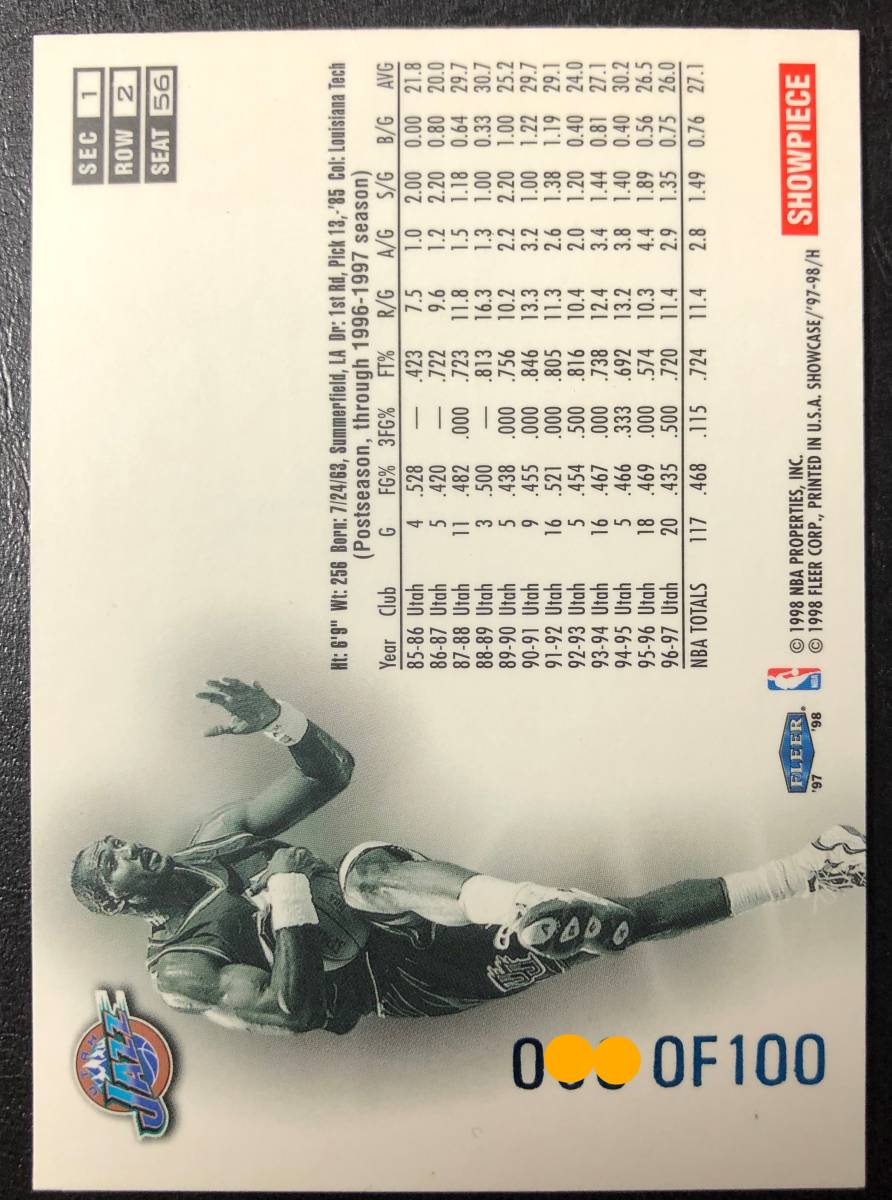 SEC 1
ROW 2
SEAT 56
Ht: 6'9" Wt: 256 Born: 7/24/63, Summerfield, LA Dr: 1st Rd, Pick 13,-'85 Col: Louisiana Tech
(Postseason, through 1996-1997 season)
Year Club G FG% 3FG% FT% R/G A/G S/G B/G AVG
85-86 Utah 4 .528 — .423 7.5 1.0 2.00 0.00 21.8
86-87 Utah 5 .420 — .722 9.6 1.2 2.20 0.80 20.0
87-88 Utah 11 .482 .000 .723 11.8 1.5 1.18 0.64 29.7
88-89 Utah 3 .500 — .813 16.3 1.3 1.00 0.33 30.7
89-90 Utah 5 .438 .000 .756 10.2 2.2 2.20 1.00 25.2
90-91 Utah 9 .455 .000 .846 13.3 3.2 1.00 1.22 29.7
91-92 Utah 16 .521 .000 .805 11.3 2.6 1.38 1.19 29.1
92-93 Utah 5 .454 .500 .816 10.4 2.0 1.20 0.40 24.0
93-94 Utah 16 .467 .000 .738 12.4 3.4 1.44 0.81 27.1
94-95 Utah 5 .466 .333 .692 13.2 3.8 1.40 0.40 30.2
95-96 Utah 18 .469 .000 .574 10.3 4.4 1.89 0.56 26.5
96-97 Utah 20 .435 .500 .720 11.4 2.9 1.35 0.75 26.0
NBA TOTALS 117 .468 .115 .724 11.4 2.8 1.49 0.76 27.1
UTAH
JAZZ
0 OF 100
'97 FLEER® '98
NBA
© 1998 NBA PROPERTIES, INC.
© 1998 FLEER CORP., PRINTED IN U.S.A. SHOWCASE/'97-98/H
SHOWPIECE